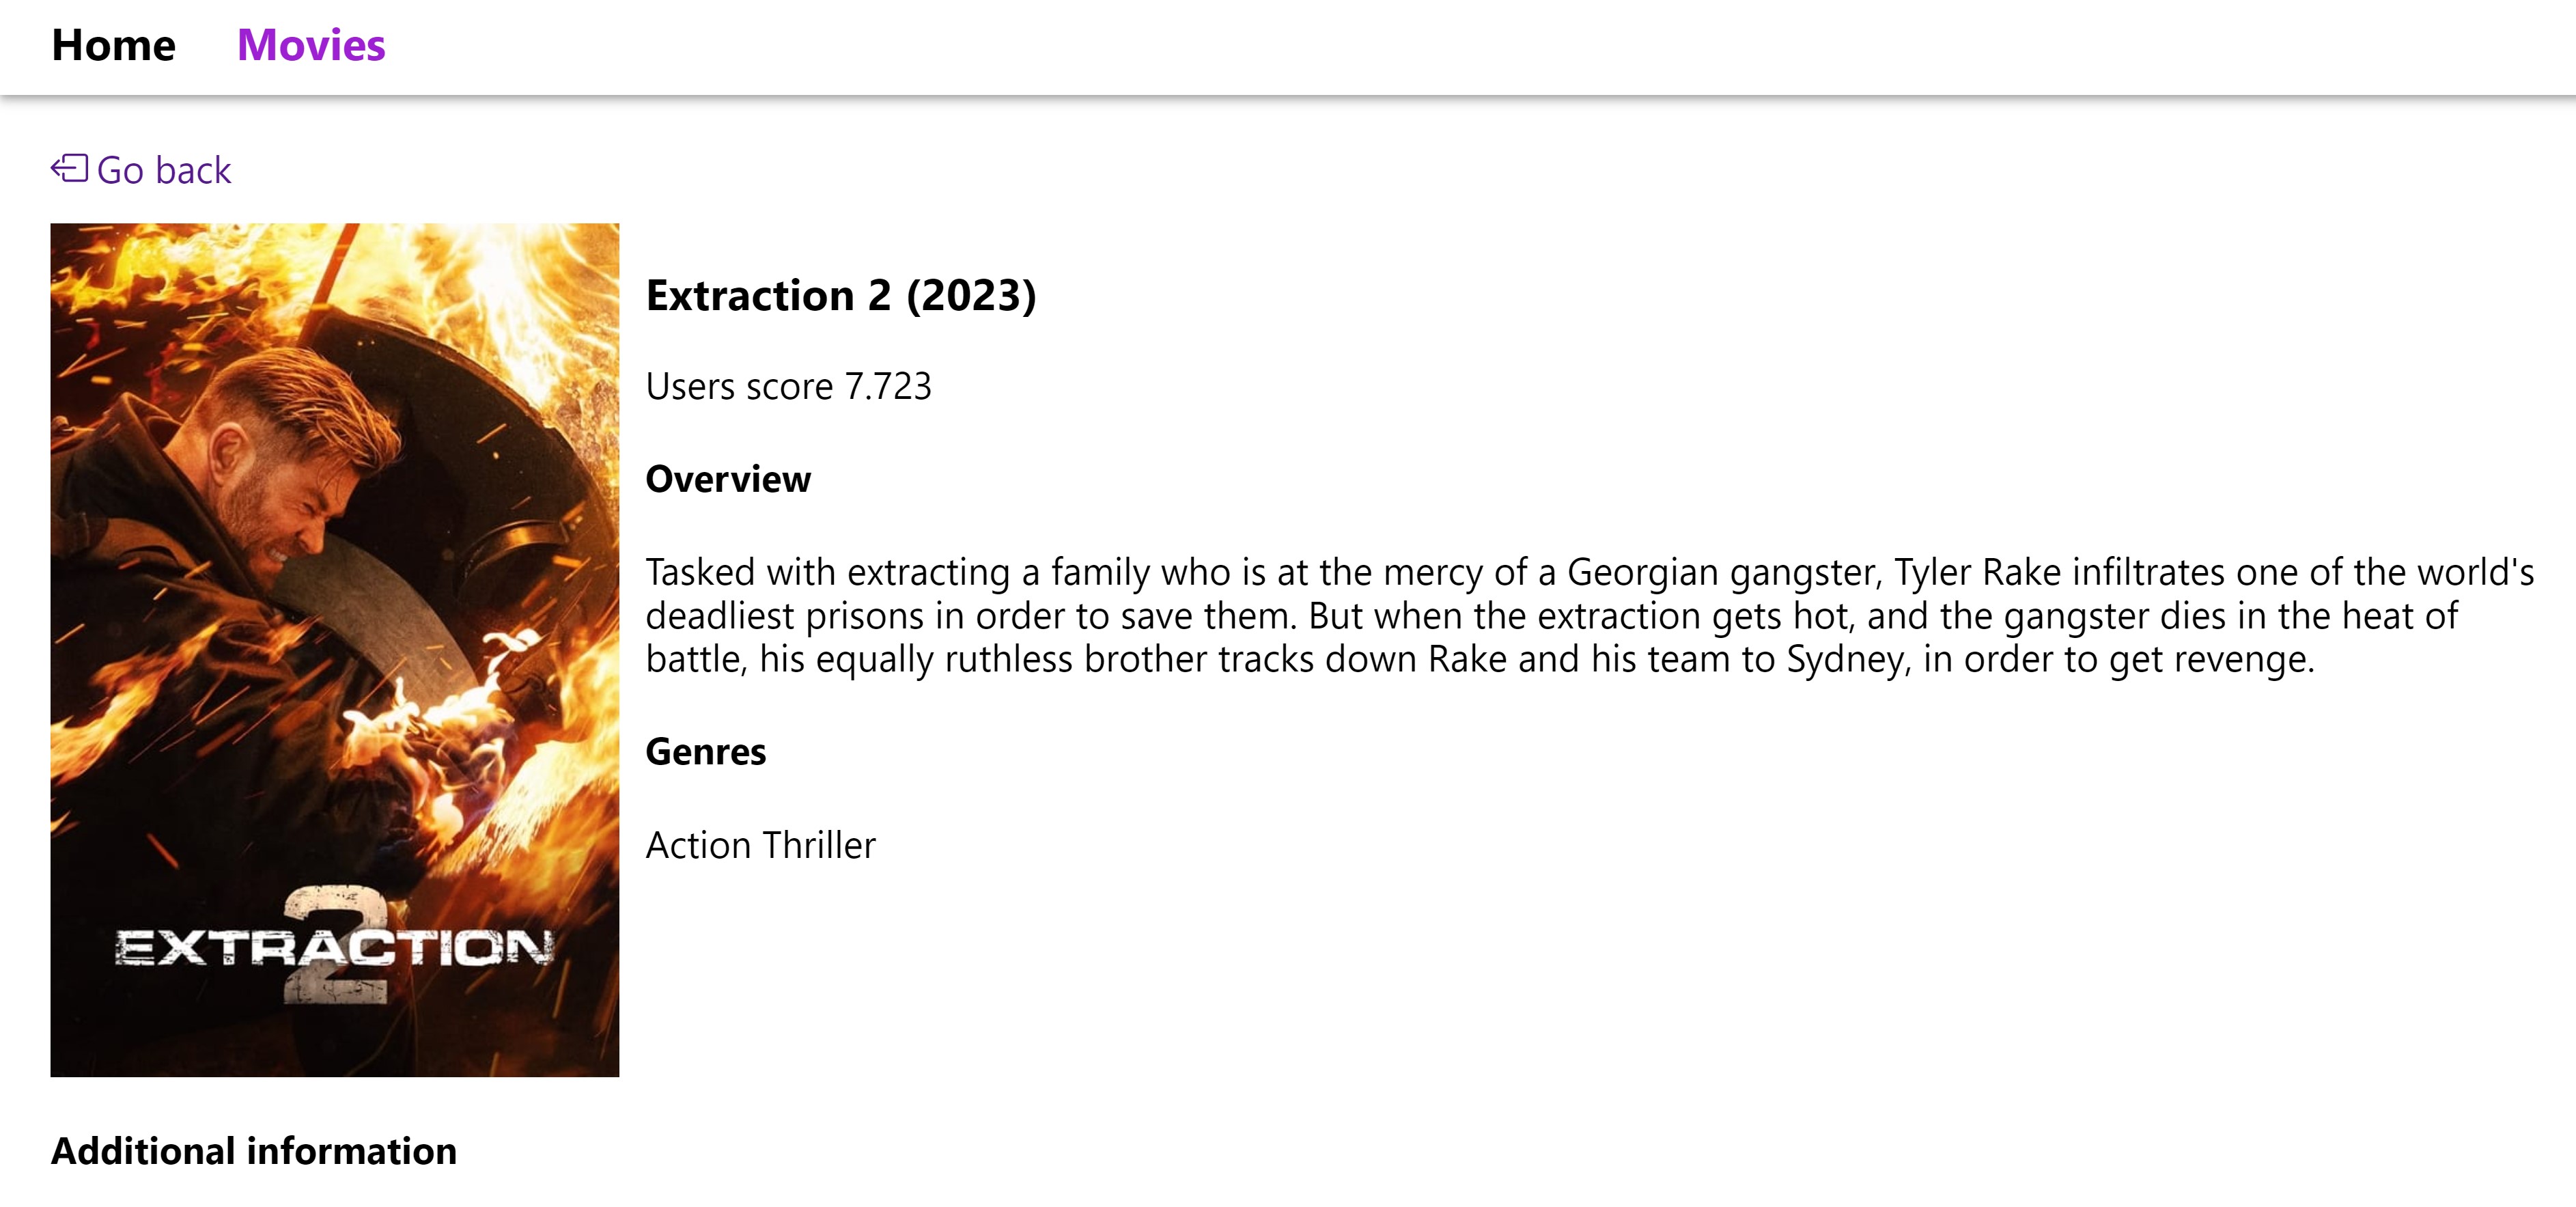 Home Movies
Go back
Extraction 2 (2023)
Users score 7.723
Overview
Tasked with extracting a family who is at the mercy of a Georgian gangster, Tyler Rake infiltrates one of the world's
deadliest prisons in order to save them. But when the extraction gets hot, and the gangster dies in the heat of
battle, his equally ruthless brother tracks down Rake and his team to Sydney, in order to get revenge.
Genres
Action Thriller
EXTRACTION
2
Additional information